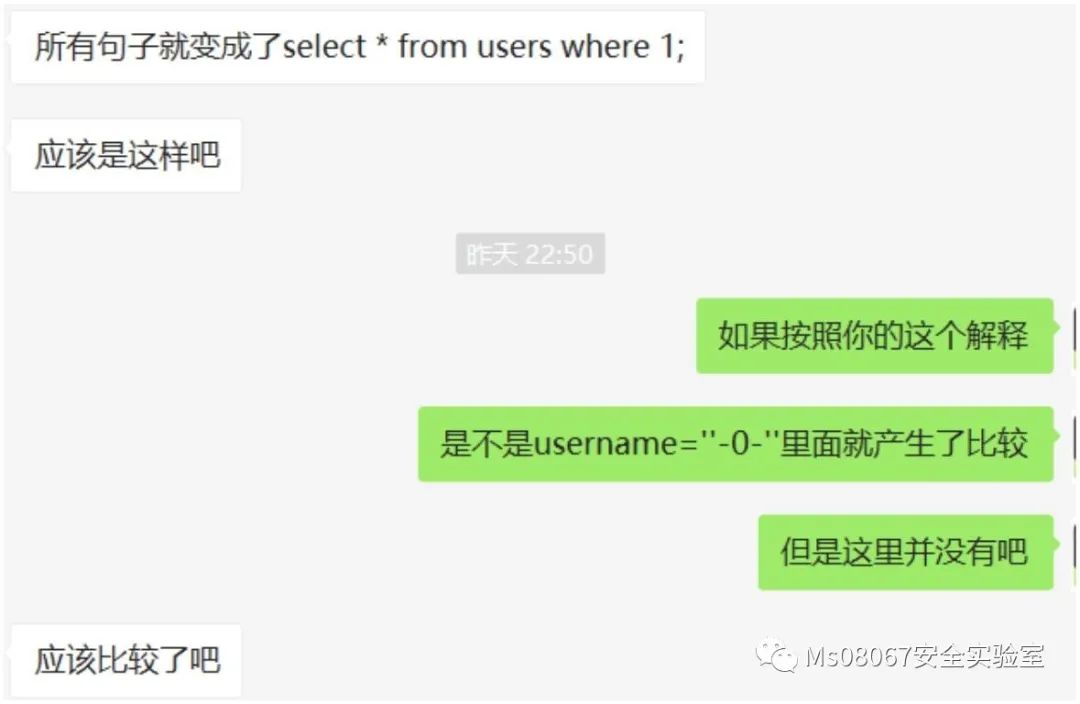 所有句子就变成了select * from users where 1;
应该是这样吧
昨天 22:50
如果按照你的这个解释
是不是username=''-0-''里面就产生了比较
但是这里并没有吧
应该比较了吧
Ms08067安全实验室